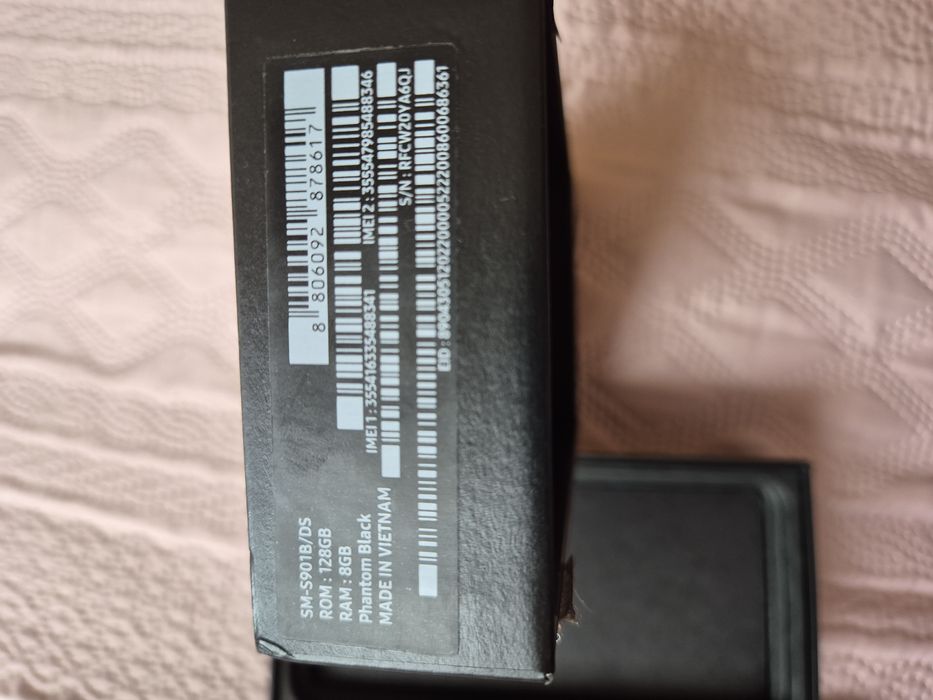 SM-S901B/DS
ROM : 128GB
RAM : 8GB
Phantom Black
MADE IN VIETNAM
8 806092 878617
IMEI 1 : 355416335488341
IMEI 2 : 355547985488346
S/N : RFCW20YA6QJ
EID : 89043051202200005222008600686361